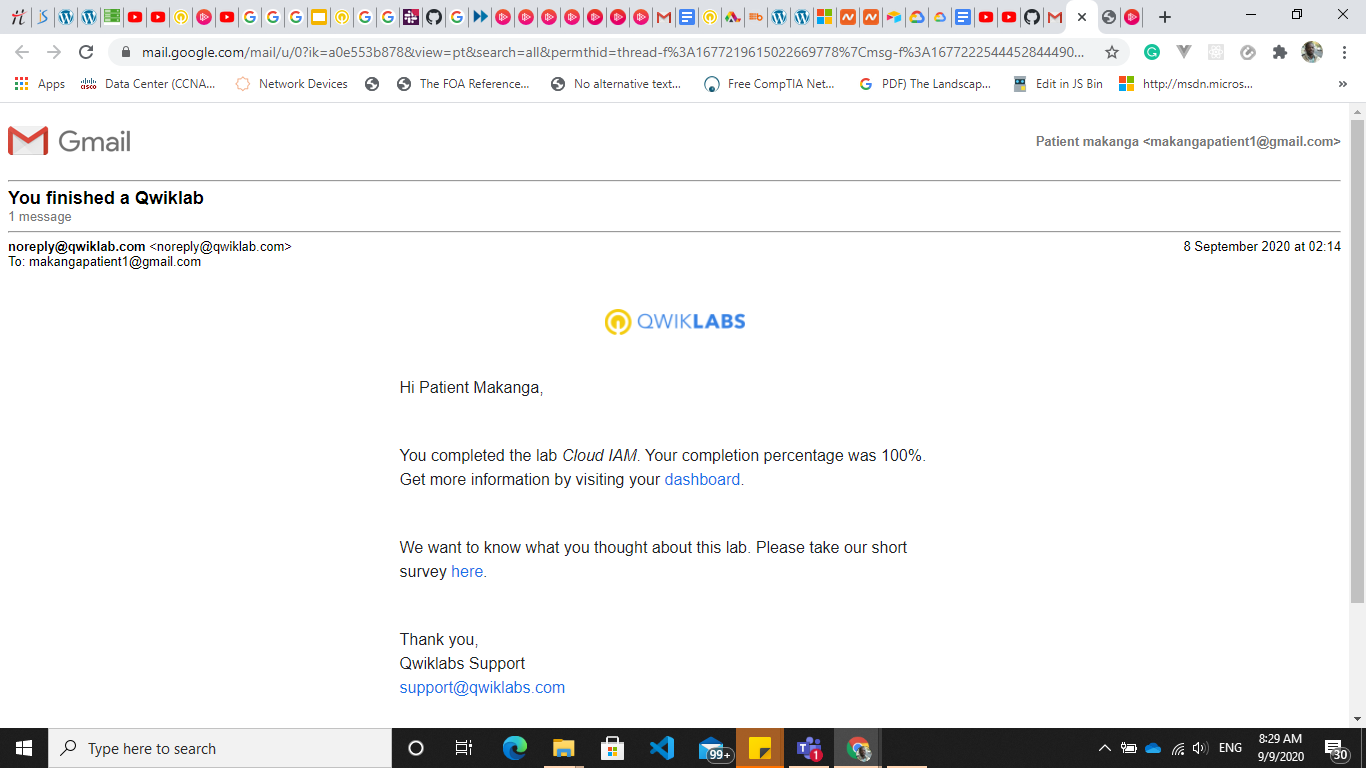 mail.google.com/mail/u/0?ik=a0e553b878&view=pt&search=all&permthid=thread-f%3A1677219615022669778%7Cmsg-f%3A1677222544452844490...
Apps
Data Center (CCNA...
Network Devices
The FOA Reference...
No alternative text...
Free CompTIA Net...
PDF) The Landscap...
Edit in JS Bin
http://msdn.micros...
»
Gmail
Patient makanga <makangapatient1@gmail.com>
You finished a Qwiklab
1 message
noreply@qwiklab.com <noreply@qwiklab.com>
8 September 2020 at 02:14
To: makangapatient1@gmail.com
QWIKLABS
Hi Patient Makanga,
You completed the lab Cloud IAM. Your completion percentage was 100%.
Get more information by visiting your dashboard.
We want to know what you thought about this lab. Please take our short
survey here.
Thank you,
Qwiklabs Support
support@qwiklabs.com
Type here to search
99+
1
ENG
8:29 AM
9/9/2020
30